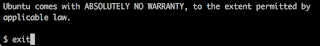 Ubuntu comes with ABSOLUTELY NO WARRANTY, to the extent permitted by
applicable law.
$ exit